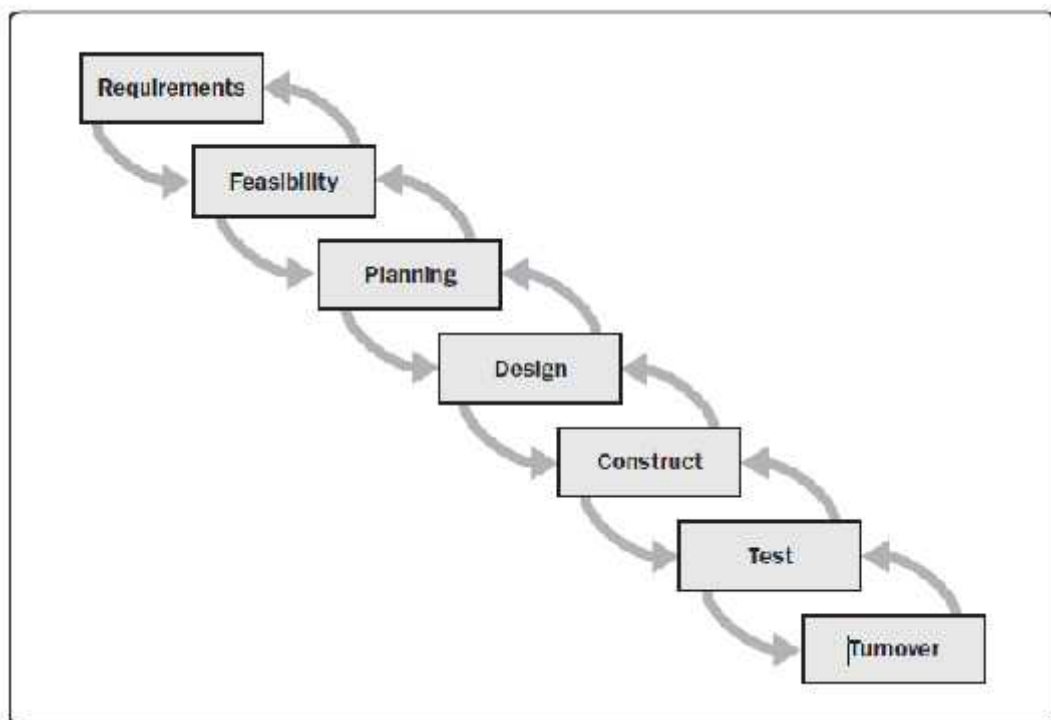 Requirements
Feasibility
Planning
Design
Construct
Test
Turnover